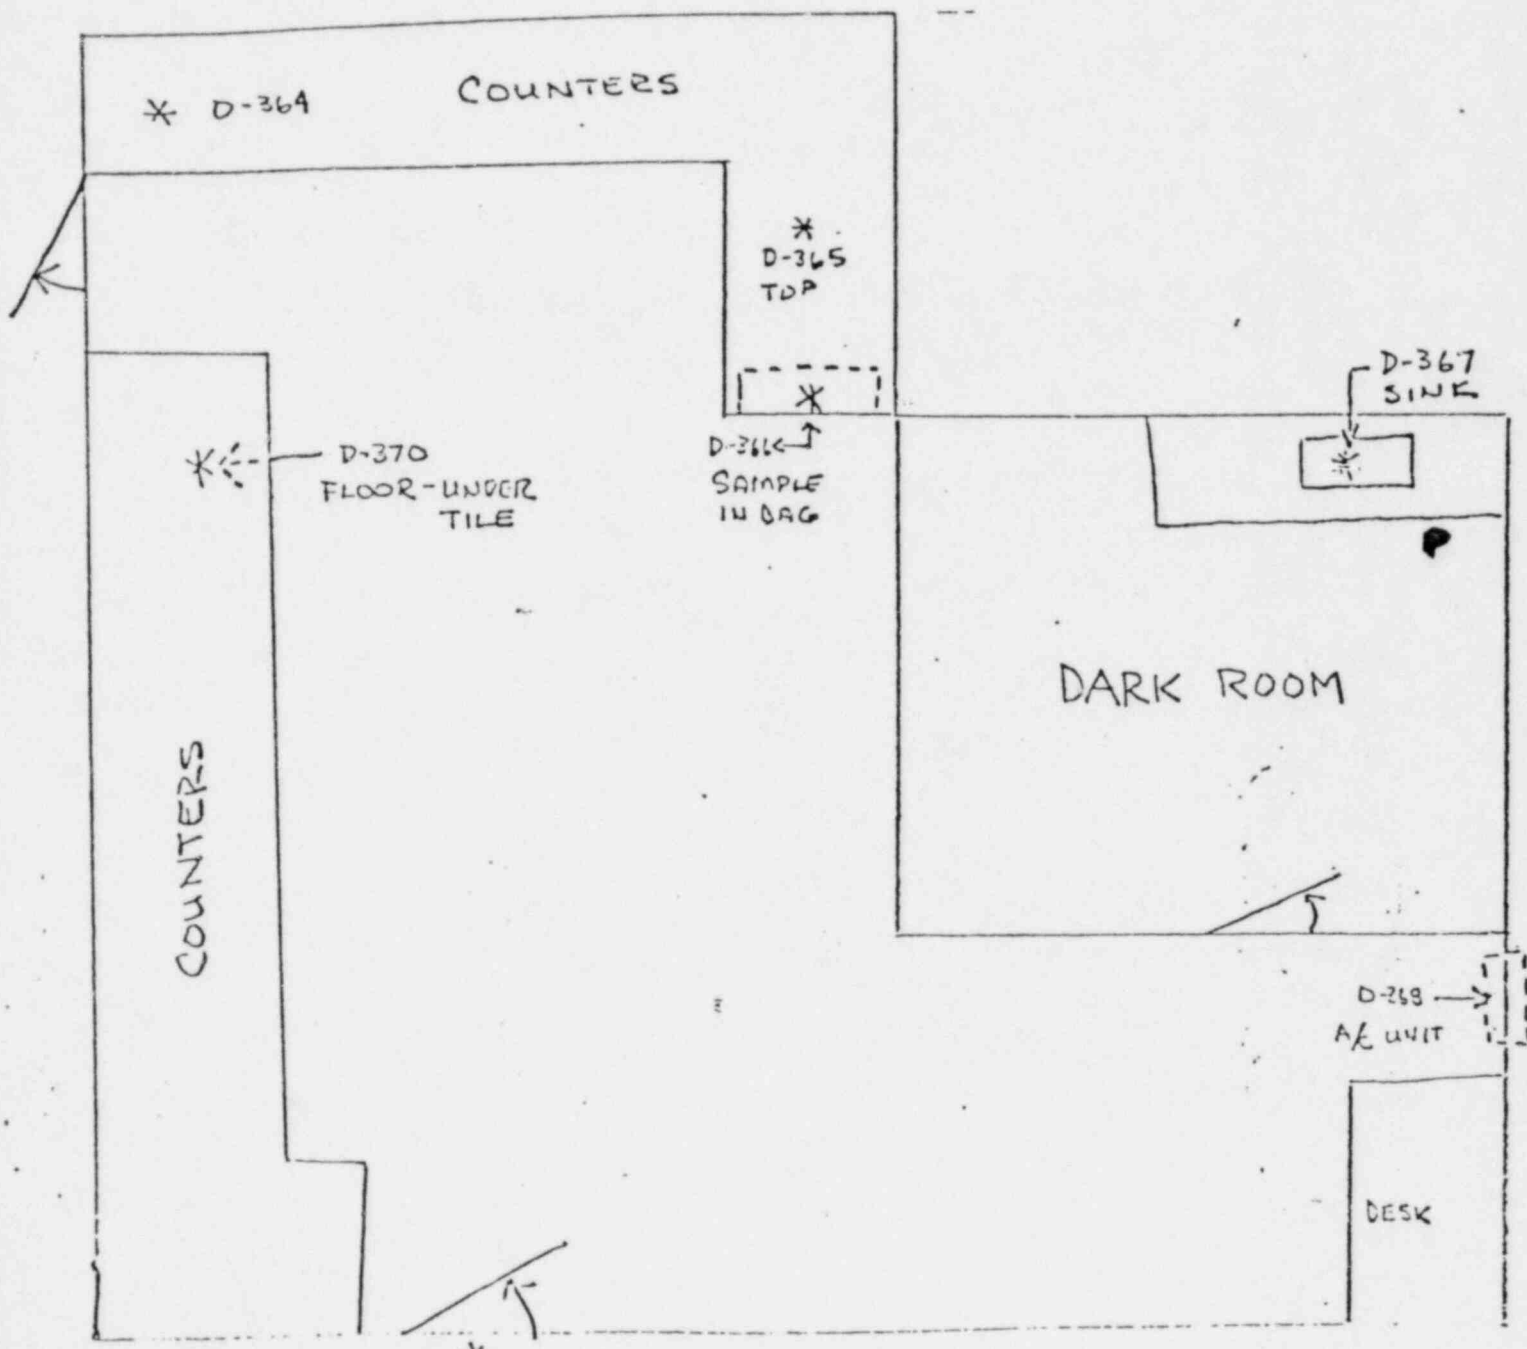 COUNTERS
D-364
D-365
TOP
D-367
SINK
D-370
FLOOR-UNDER
TILE
D-366
SAMPLE
IN BAG
DARK ROOM
COUNTERS
A/C UNIT
DESK